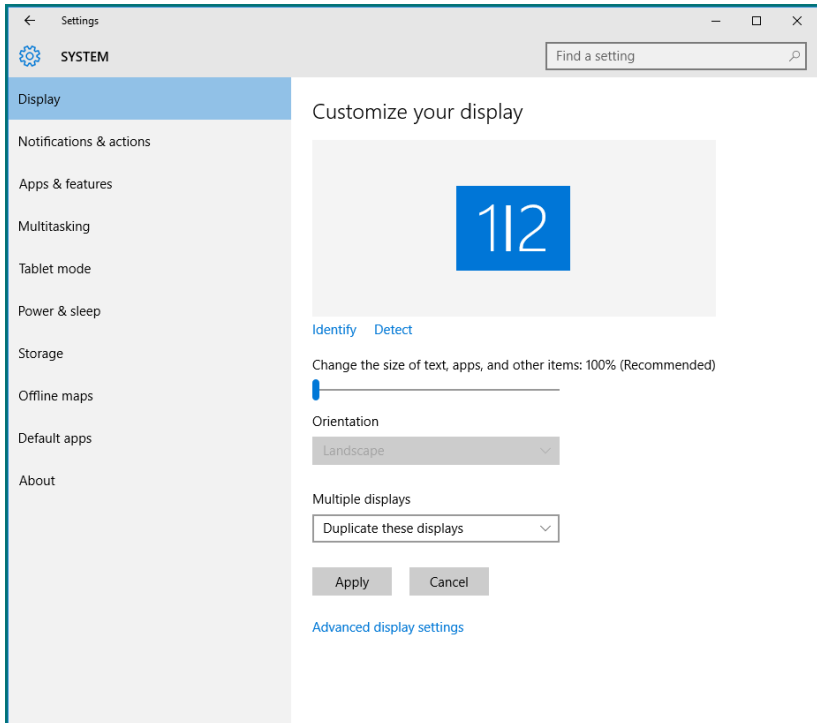 Settings
SYSTEM
Find a setting
Display
Notifications & actions
Apps & features
Multitasking
Tablet mode
Power & sleep
Storage
Offline maps
Default apps
About
Customize your display
1|2
Identify Detect
Change the size of text, apps, and other items: 100% (Recommended)
Orientation
Landscape
Multiple displays
Duplicate these displays
Apply Cancel
Advanced display settings